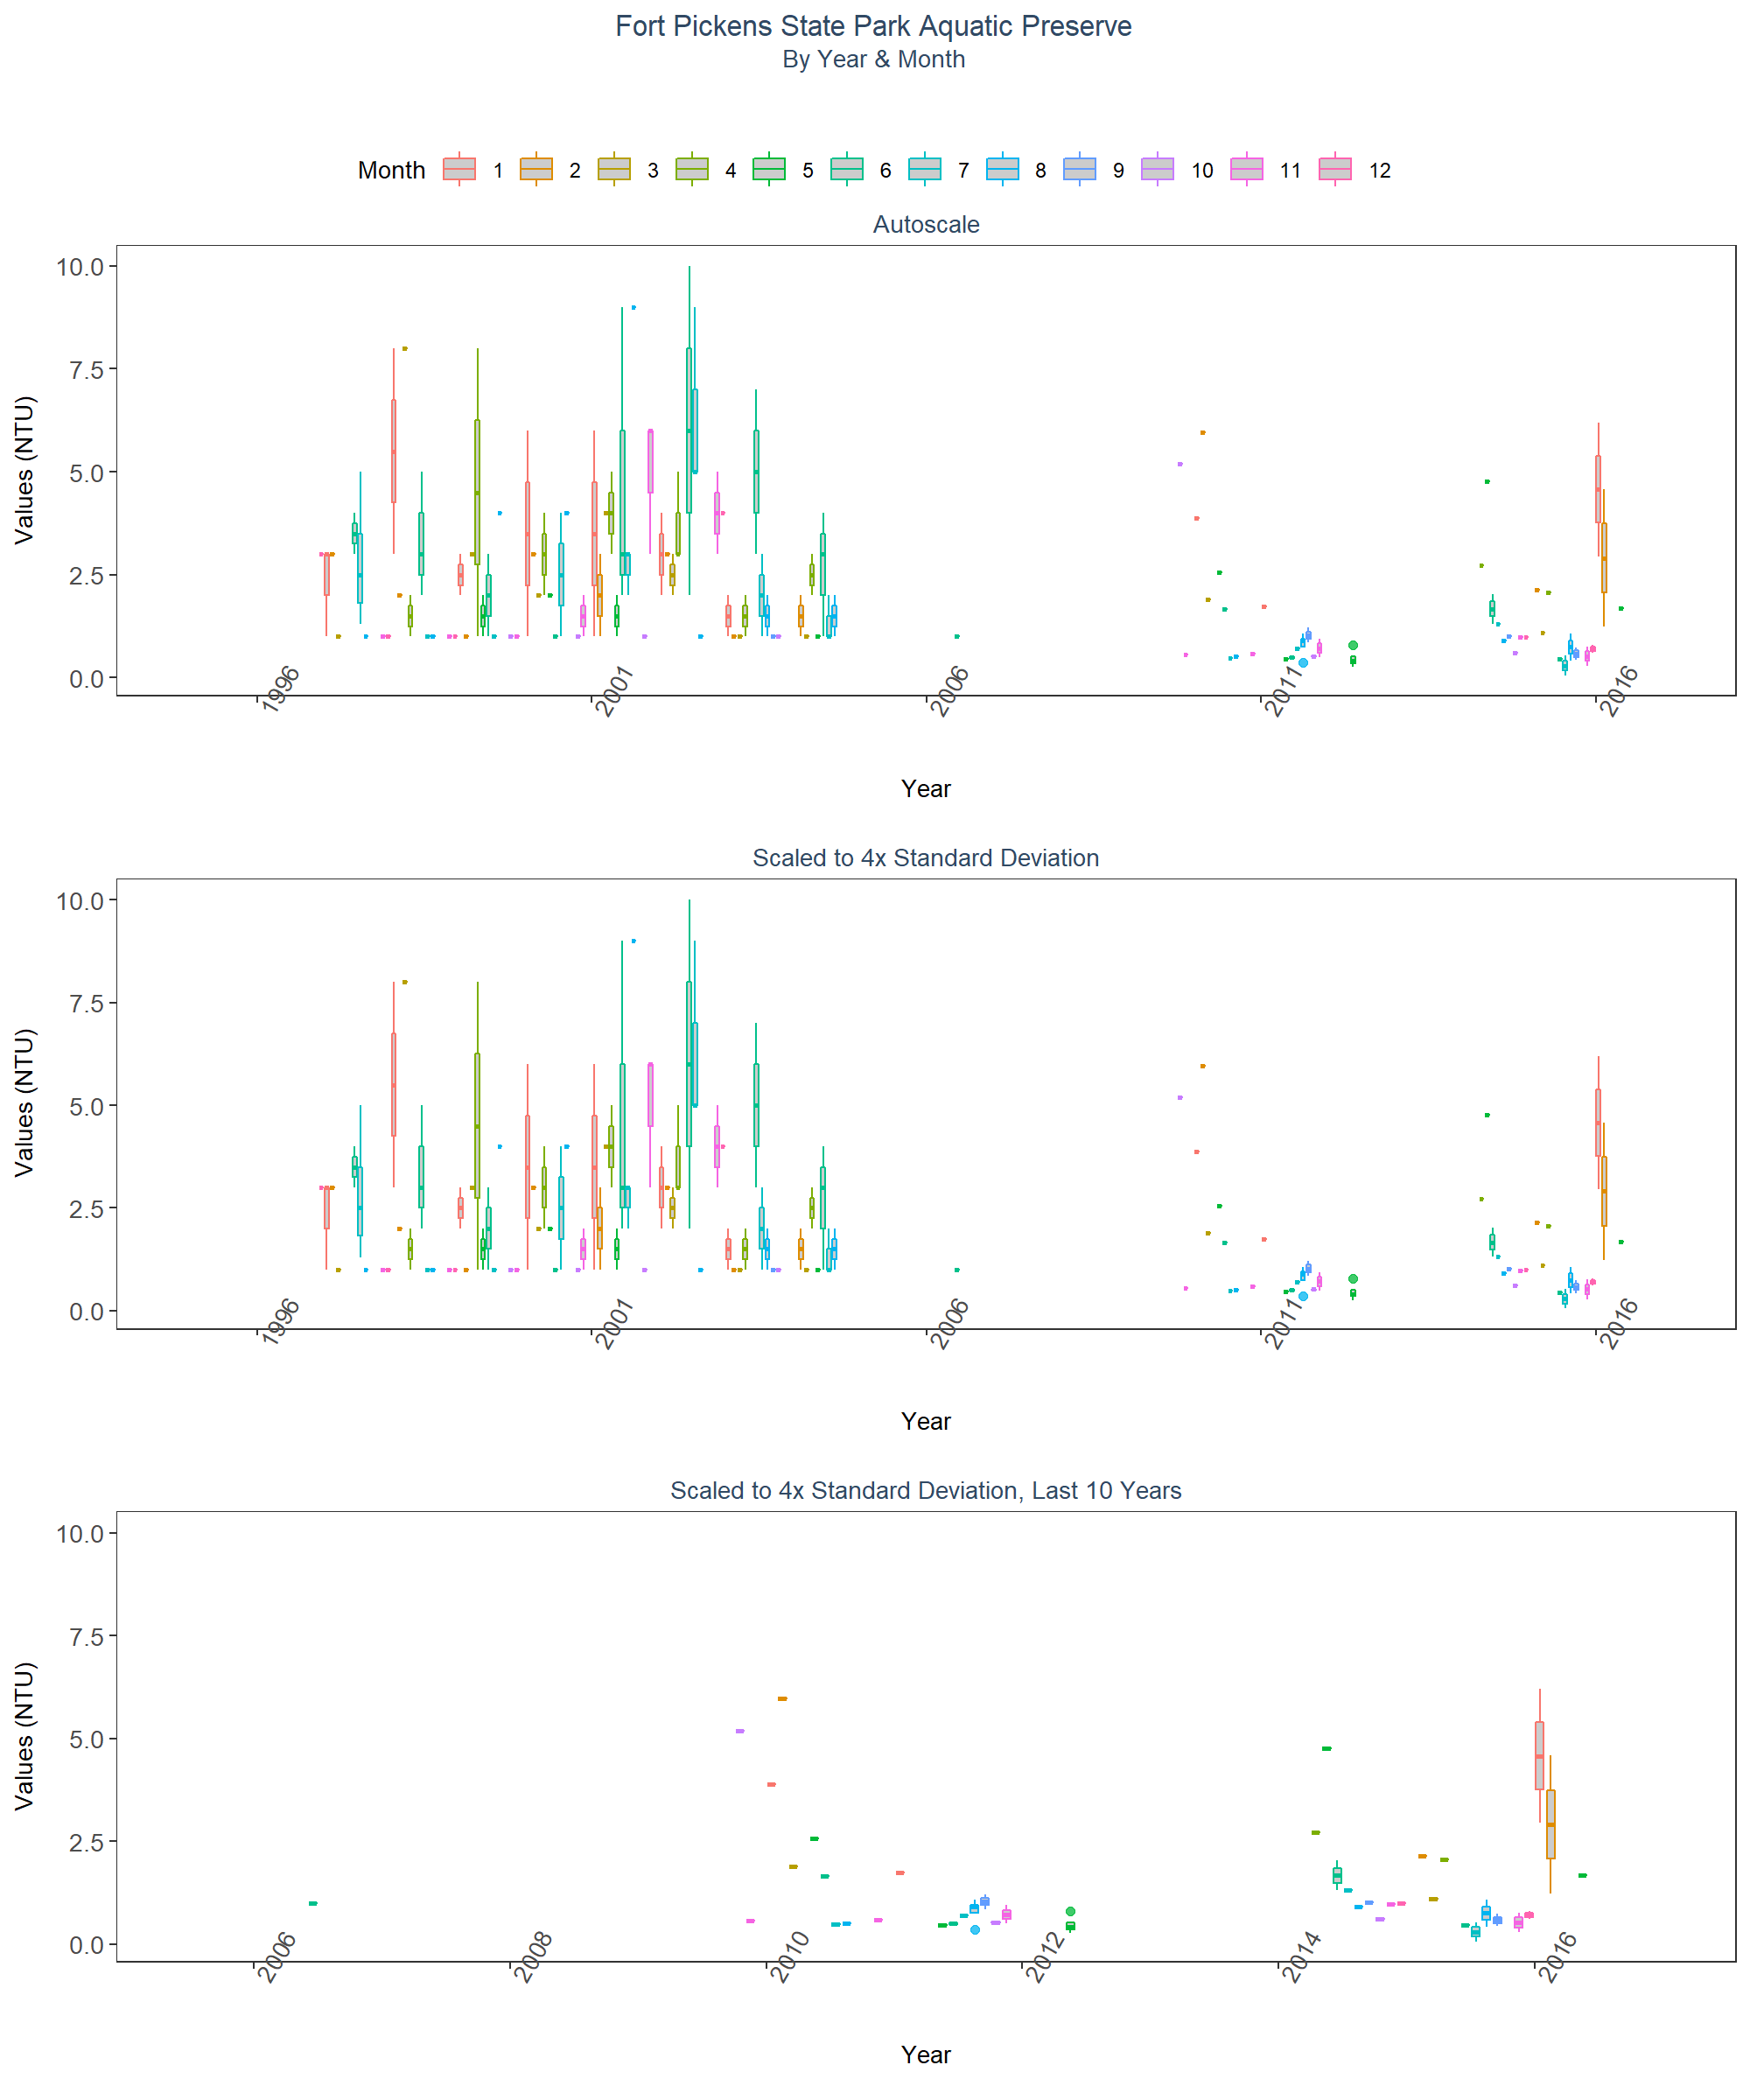 Fort Pickens State Park Aquatic Preserve
By Year & Month
Month 1 2 3 4 5 6 7 8 9 10 11 12
Autoscale
Values (NTU)
10.0
7.5
5.0
2.5
0.0
1996 2001 2006 2011 2016
Year
Scaled to 4x Standard Deviation
Values (NTU)
10.0
7.5
5.0
2.5
0.0
1996 2001 2006 2011 2016
Year
Scaled to 4x Standard Deviation, Last 10 Years
Values (NTU)
10.0
7.5
5.0
2.5
0.0
2006 2008 2010 2012 2014 2016
Year